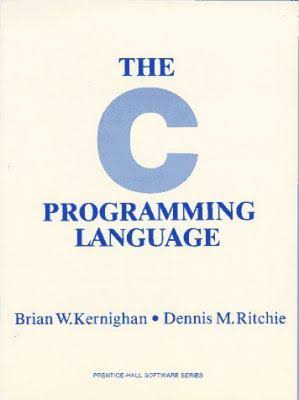 THE
C
PROGRAMMING
LANGUAGE
Brian W.Kernighan • Dennis M.Ritchie
PRENTICE-HALL SOFTWARE SERIES